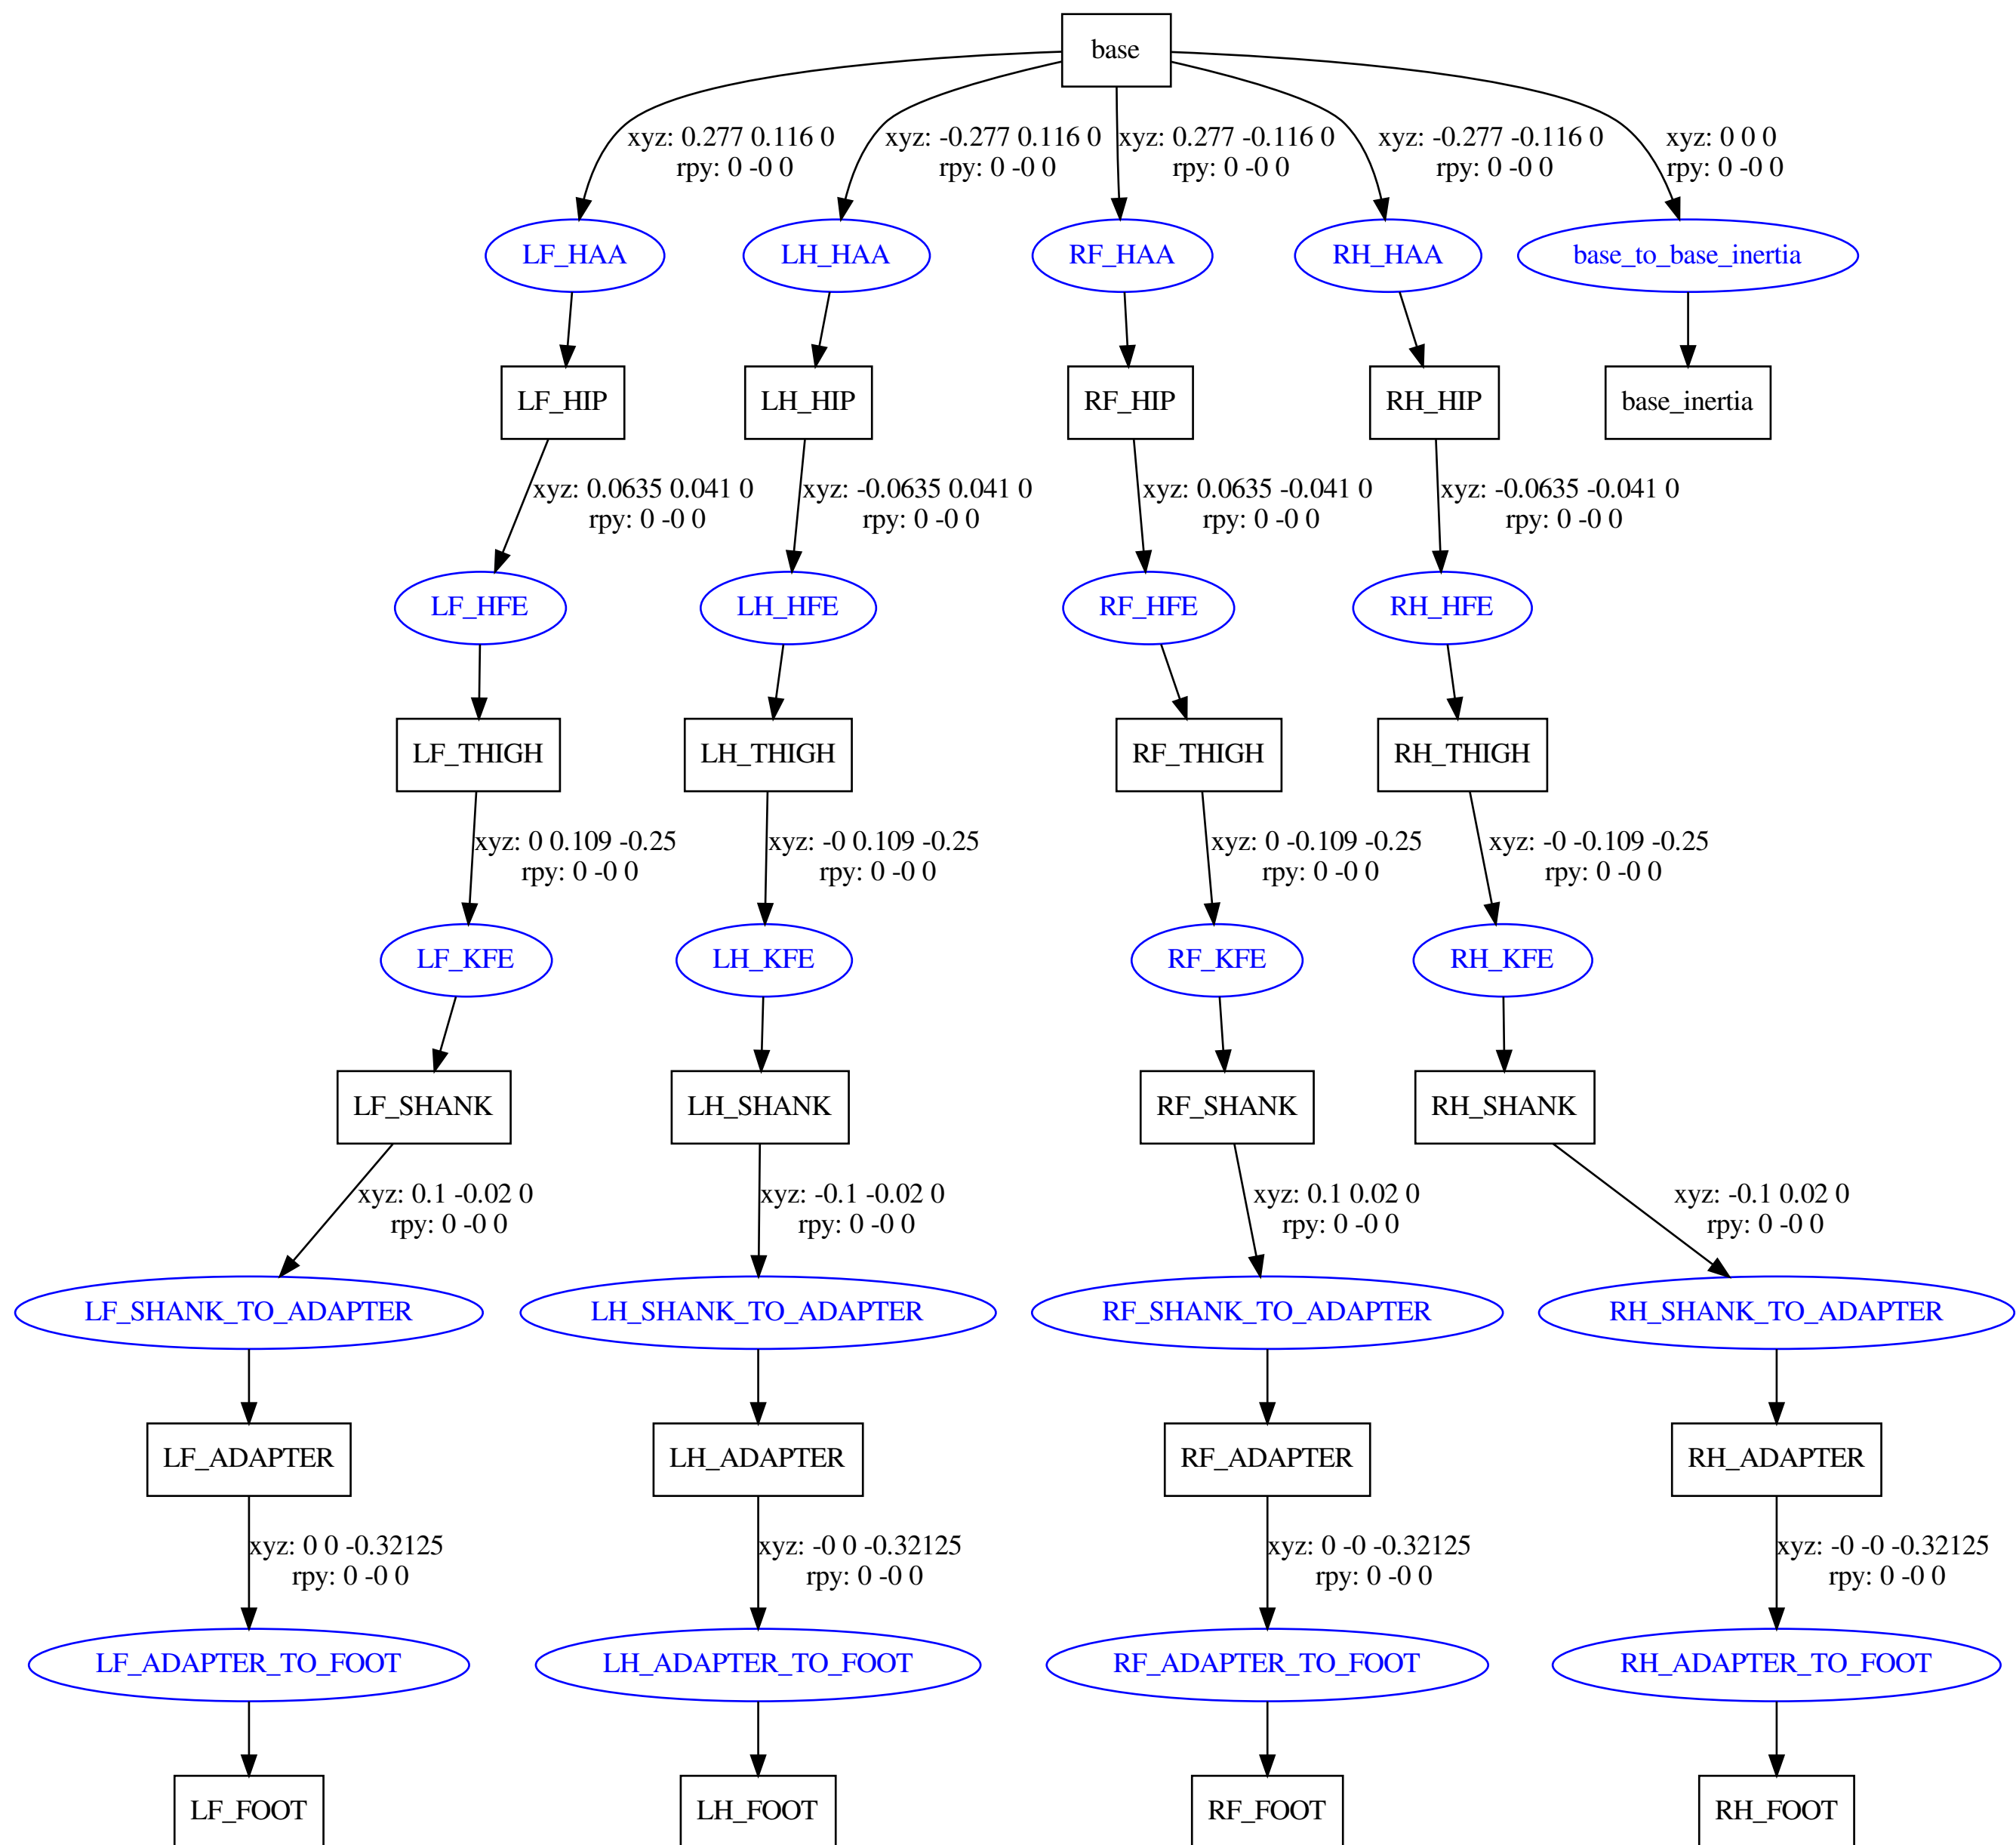 base
xyz: 0.277 0.116 0
rpy: 0 -0 0
xyz: -0.277 0.116 0
rpy: 0 -0 0
xyz: 0.277 -0.116 0
rpy: 0 -0 0
xyz: -0.277 -0.116 0
rpy: 0 -0 0
xyz: 0 0 0
rpy: 0 -0 0
LF_HAA
LH_HAA
RF_HAA
RH_HAA
base_to_base_inertia
LF_HIP
LH_HIP
RF_HIP
RH_HIP
base_inertia
xyz: 0.0635 0.041 0
rpy: 0 -0 0
xyz: -0.0635 0.041 0
rpy: 0 -0 0
xyz: 0.0635 -0.041 0
rpy: 0 -0 0
xyz: -0.0635 -0.041 0
rpy: 0 -0 0
LF_HFE
LH_HFE
RF_HFE
RH_HFE
LF_THIGH
LH_THIGH
RF_THIGH
RH_THIGH
xyz: 0 0.109 -0.25
rpy: 0 -0 0
xyz: -0 0.109 -0.25
rpy: 0 -0 0
xyz: 0 -0.109 -0.25
rpy: 0 -0 0
xyz: -0 -0.109 -0.25
rpy: 0 -0 0
LF_KFE
LH_KFE
RF_KFE
RH_KFE
LF_SHANK
LH_SHANK
RF_SHANK
RH_SHANK
xyz: 0.1 -0.02 0
rpy: 0 -0 0
xyz: -0.1 -0.02 0
rpy: 0 -0 0
xyz: 0.1 0.02 0
rpy: 0 -0 0
xyz: -0.1 0.02 0
rpy: 0 -0 0
LF_SHANK_TO_ADAPTER
LH_SHANK_TO_ADAPTER
RF_SHANK_TO_ADAPTER
RH_SHANK_TO_ADAPTER
LF_ADAPTER
LH_ADAPTER
RF_ADAPTER
RH_ADAPTER
xyz: 0 0 -0.32125
rpy: 0 -0 0
xyz: -0 0 -0.32125
rpy: 0 -0 0
xyz: 0 -0 -0.32125
rpy: 0 -0 0
xyz: -0 -0 -0.32125
rpy: 0 -0 0
LF_ADAPTER_TO_FOOT
LH_ADAPTER_TO_FOOT
RF_ADAPTER_TO_FOOT
RH_ADAPTER_TO_FOOT
LF_FOOT
LH_FOOT
RF_FOOT
RH_FOOT